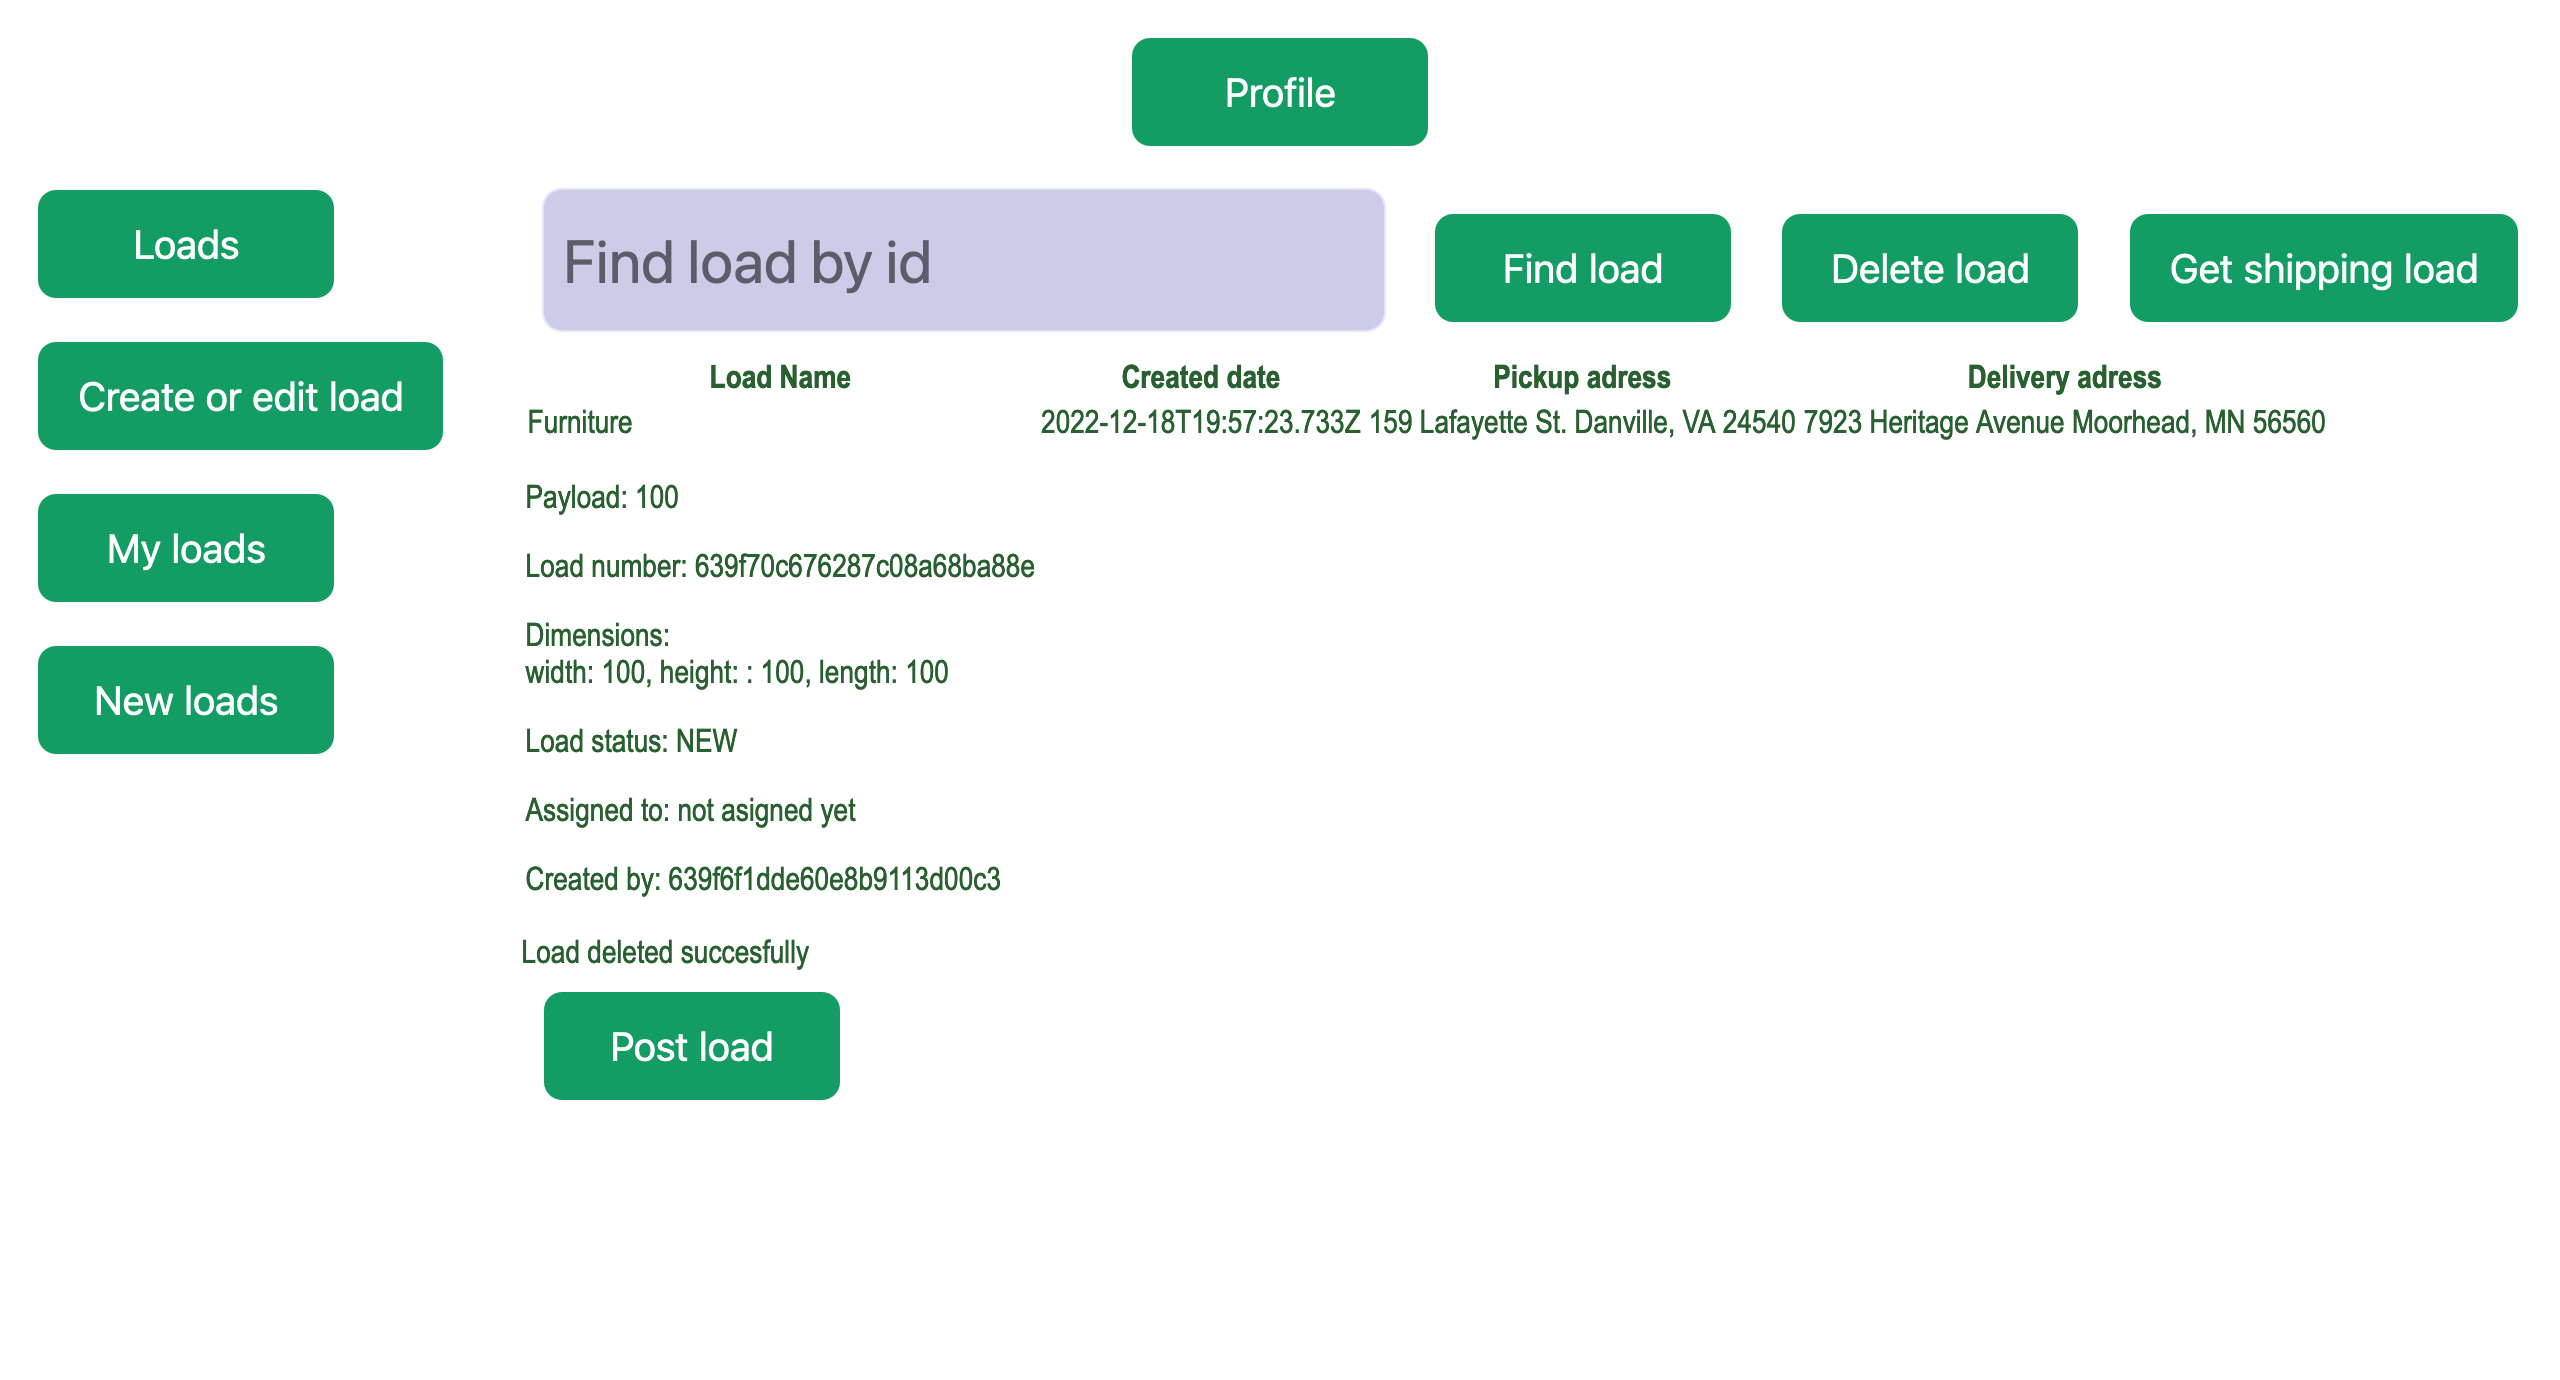 Profile
Loads
Create or edit load
My loads
New loads
Find load by id
Find load
Delete load
Get shipping load
Load Name Created date Pickup adress Delivery adress
Furniture 2022-12-18T19:57:23.733Z 159 Lafayette St. Danville, VA 24540 7923 Heritage Avenue Moorhead, MN 56560
Payload: 100
Load number: 639f70c676287c08a68ba88e
Dimensions:
width: 100, height: : 100, length: 100
Load status: NEW
Assigned to: not asigned yet
Created by: 639f6f1dde60e8b9113d00c3
Load deleted succesfully
Post load